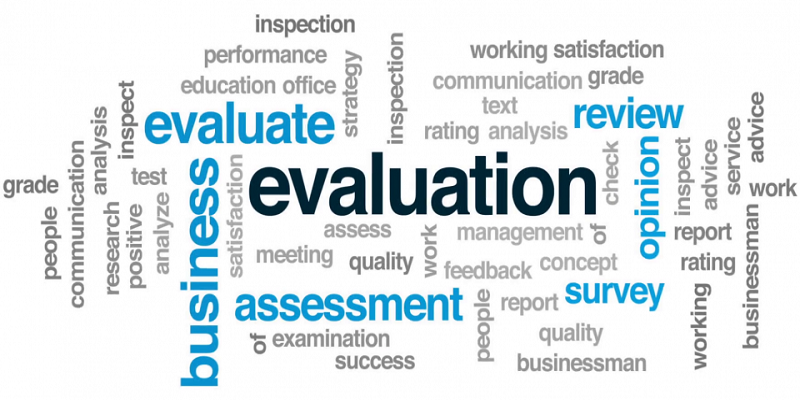 inspection
performance
education office
strategy
inspection
working satisfaction
communication grade
text
rating analysis
review
evaluate
inspect
analysis
communication
grade
people
research
positive
test
analyze
business
satisfaction
evaluation
check
opinion
inspect
advice
service
advice
work
assess
meeting
quality
work
management
of
feedback
concept
report
rating
businessman
working
assessment
of
examination
success
people
report
survey
quality
businessman